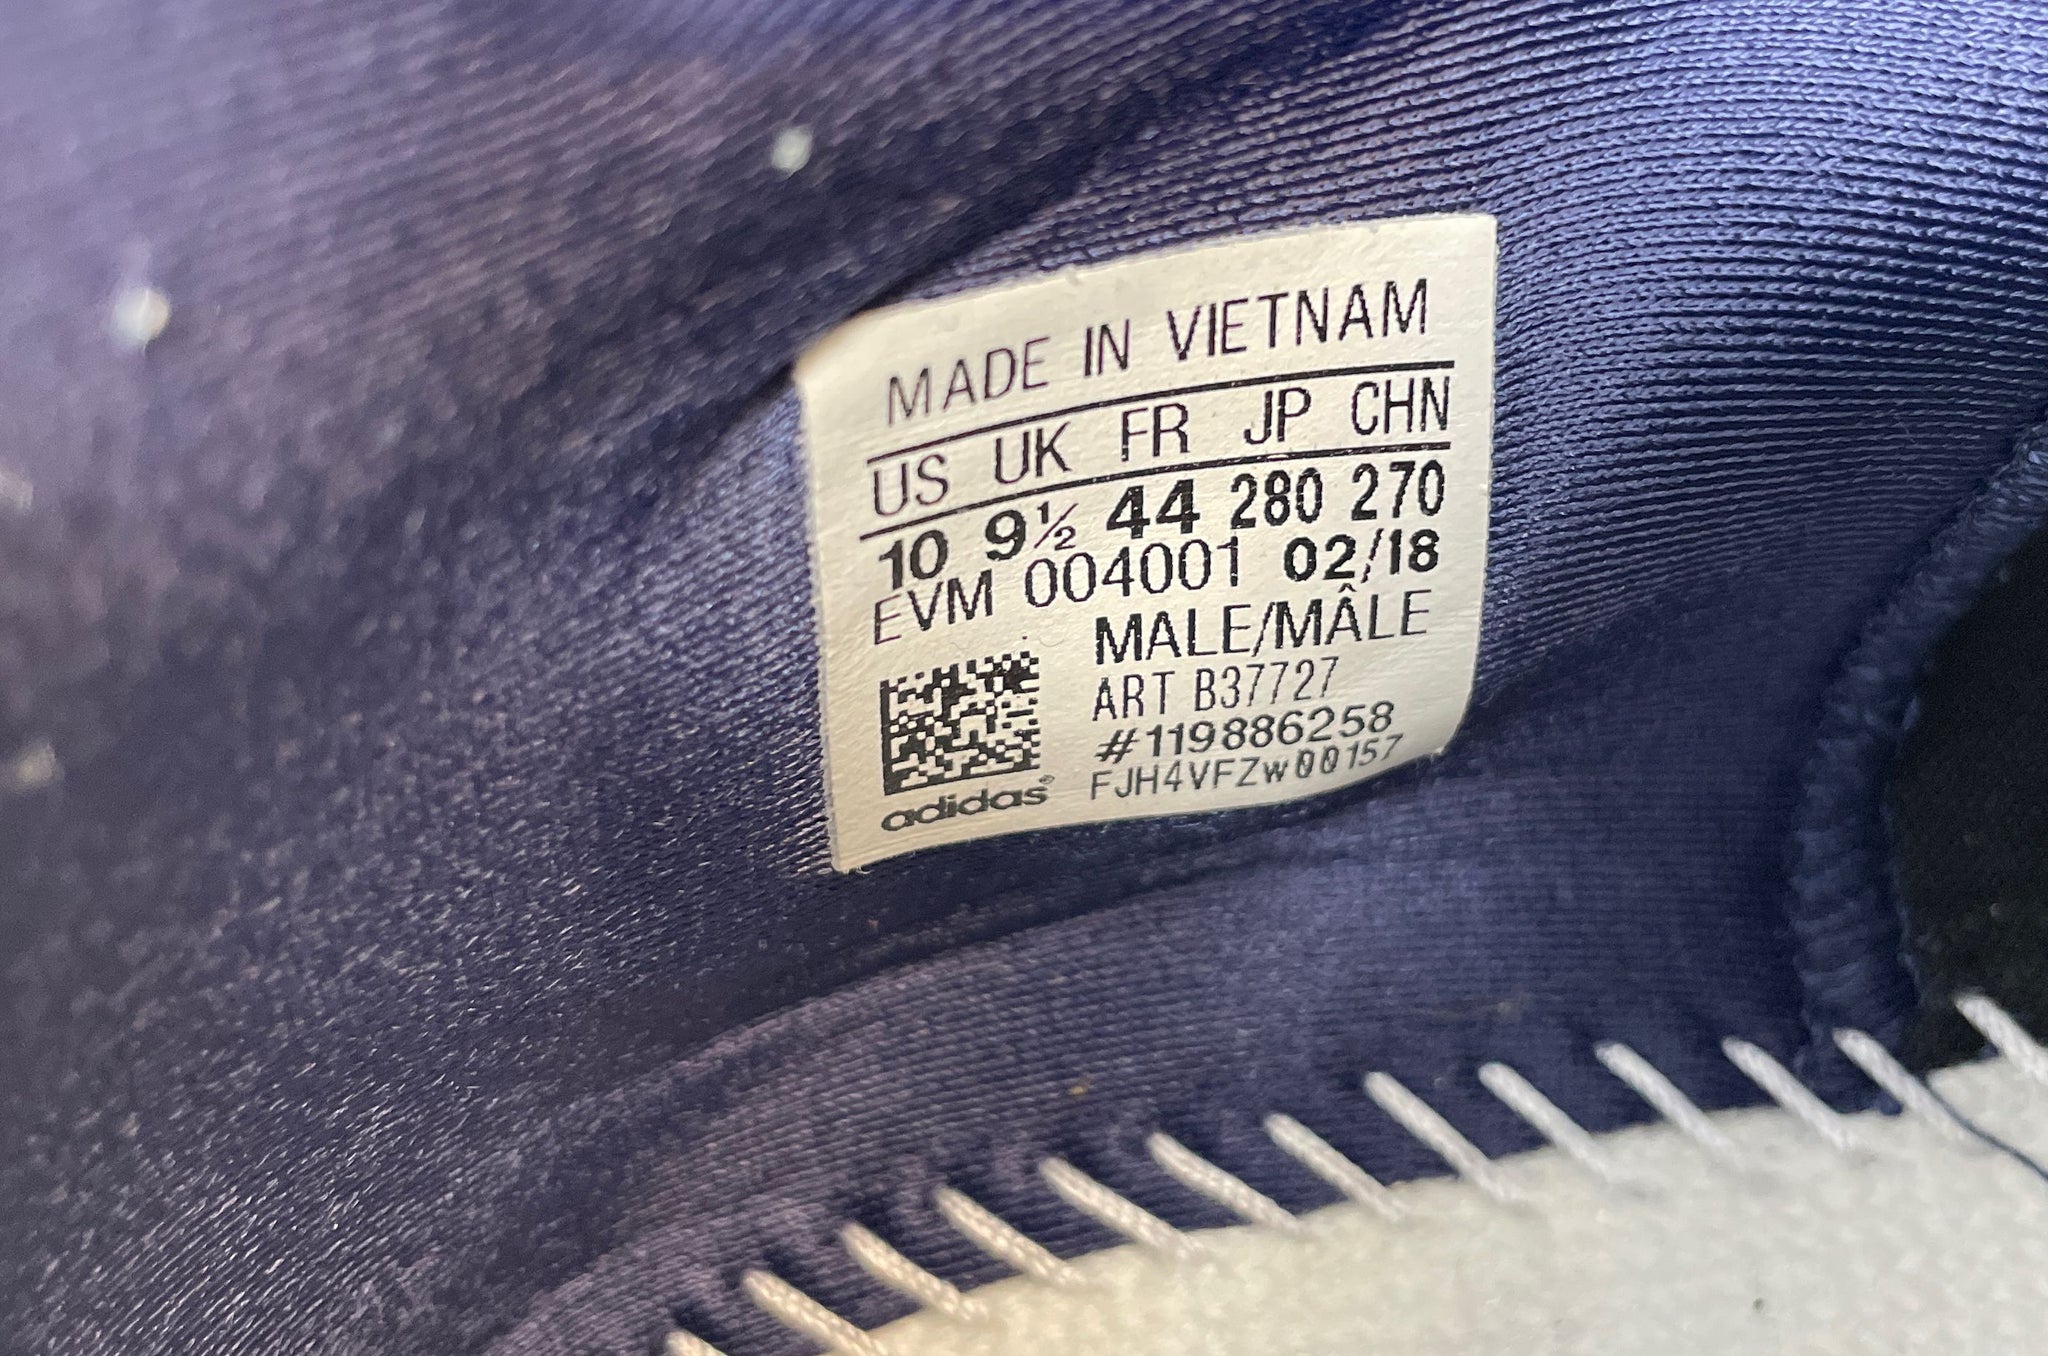 MADE IN VIETNAM
US UK FR JP CHN
10 9½ 44 280 270
EVM 004001 02/18
MALE/MÂLE
ART B37727
#119886258
FJH4VFZW00157
adidas®